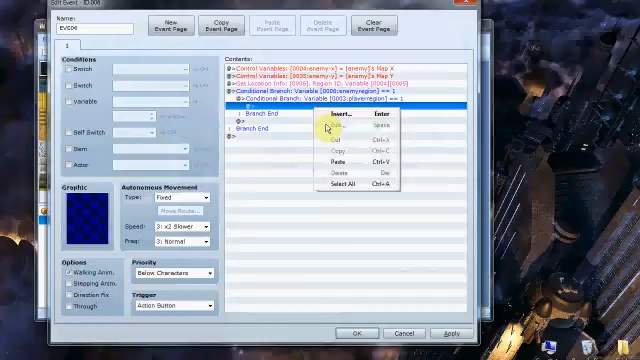 Edit Event - ID:006
Name:
EV006
New Event Page
Copy Event Page
Paste Event Page
Delete Event Page
Clear Event Page
1
Conditions
Switch
Switch
Variable
Self Switch
Item
Actor
Graphic
Autonomous Movement
Type: Fixed
Move Route...
Speed: 3: x2 Slower
Freq: 3: Normal
Options
Walking Anim.
Stepping Anim.
Direction Fix
Through
Priority
Below Characters
Trigger
Action Button
Contents:
@>Control Variables: [0004:enemy-x] = [enemy]'s Map X
@>Control Variables: [0005:enemy-y] = [enemy]'s Map Y
@>Set Location Info: [0006], Region ID, Variable [0004][0005]
@>Conditional Branch: Variable [0006:enemyregion] == 1
@>Conditional Branch: Variable [0003:playerregion] == 1
@>
: Branch End
@>
: Branch End
@>
Insert... Enter
Edit... Space
Cut Ctrl+X
Copy Ctrl+C
Paste Ctrl+V
Delete Del
Select All Ctrl+A
OK
Cancel
Apply